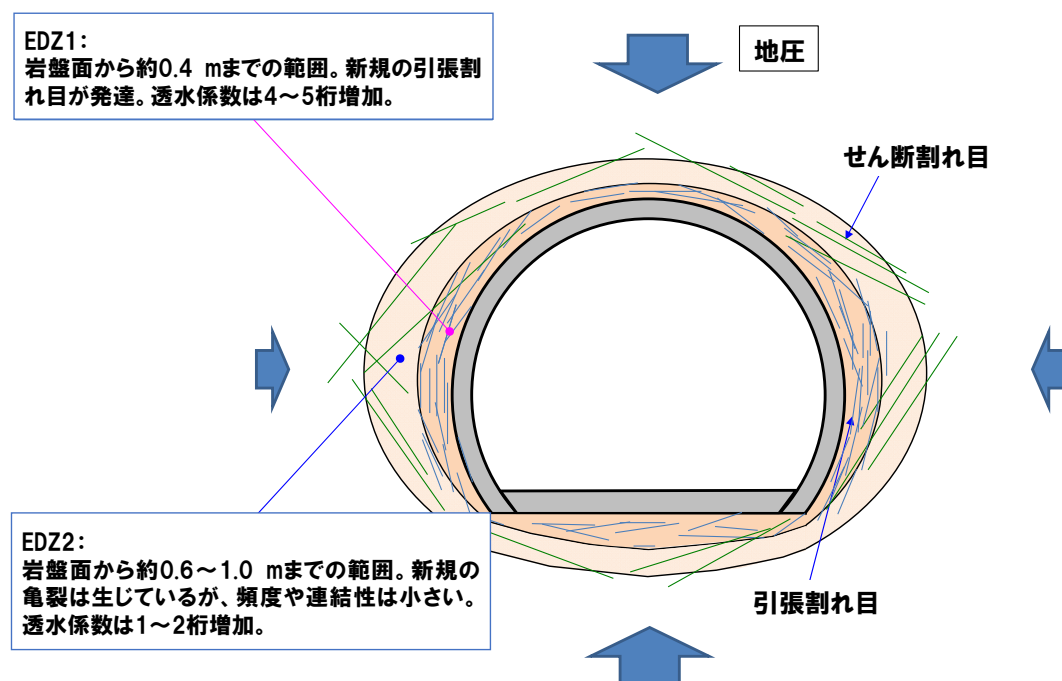 EDZ1：
岩盤面から約0.4 mまでの範囲。新規の引張割
れ目が発達。透水係数は4～5桁増加。
地圧
せん断割れ目
EDZ2：
岩盤面から約0.6～1.0 mまでの範囲。新規の
亀裂は生じているが、頻度や連結性は小さい。
透水係数は1～2桁増加。
引張割れ目